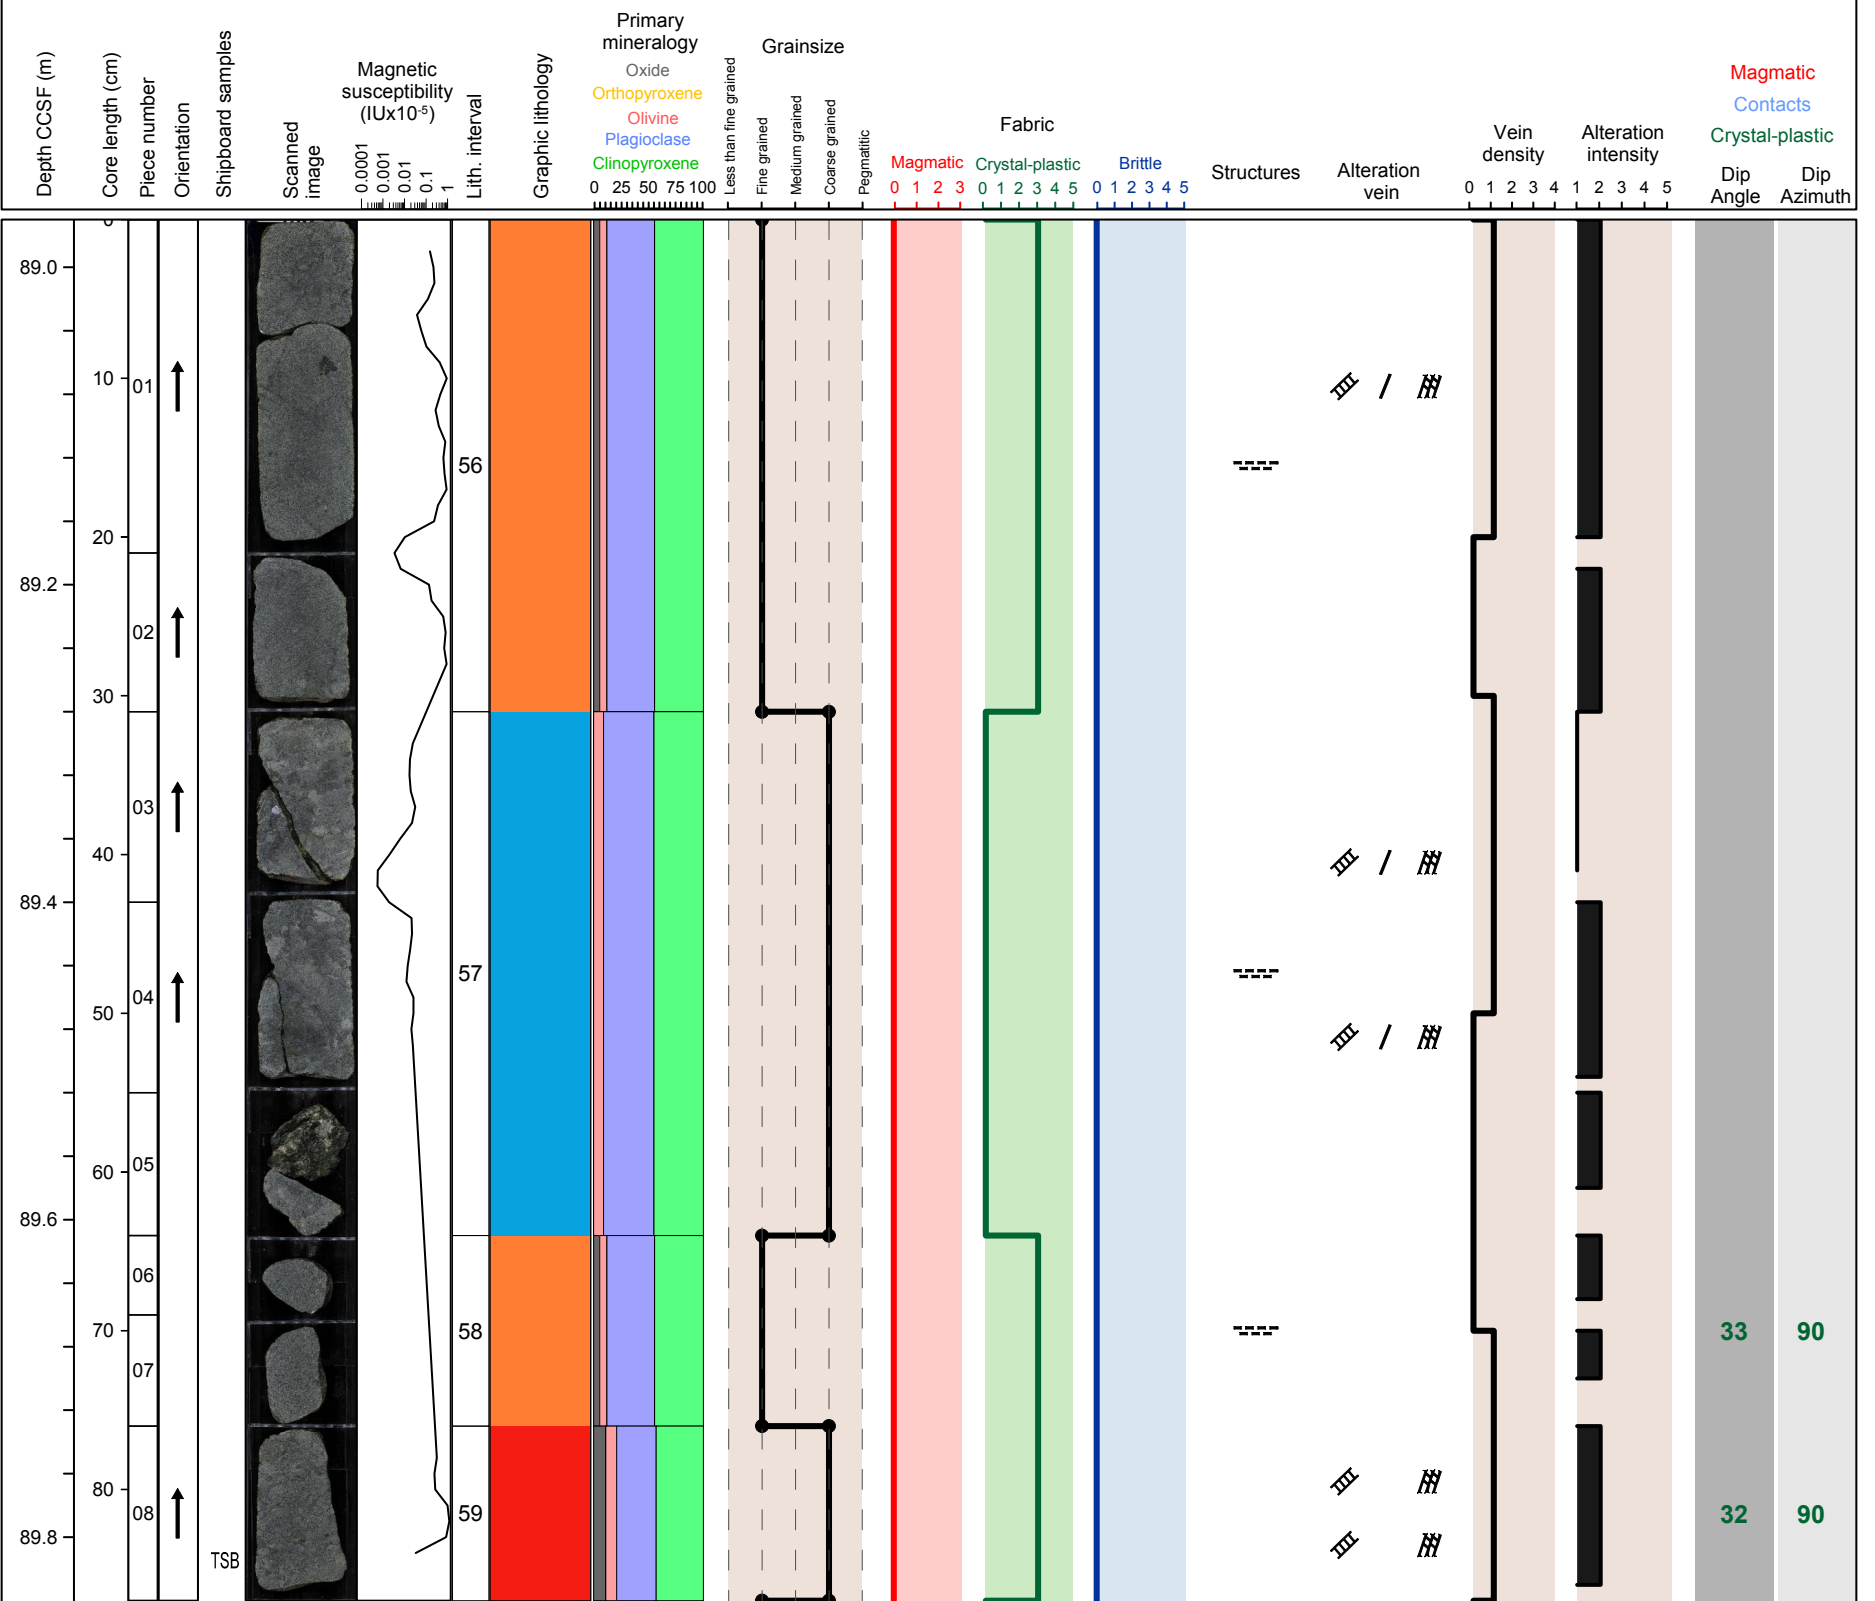 Depth CCSF (m)
Core length (cm)
Piece number
Orientation
Shipboard samples
Scanned
image
Magnetic
susceptibility
(IUx10-5)
0.0001
0.001
0.01
0.1
1
Lith. interval
Graphic lithology
Primary
mineralogy
Oxide
Orthopyroxene
Olivine
Plagioclase
Clinopyroxene
0 25 50 75 100
Grainsize
Less than fine grained
Fine grained
Medium grained
Coarse grained
Pegmatitic
Fabric
Magmatic
0 1 2 3
Crystal-plastic
0 1 2 3 4 5
Brittle
0 1 2 3 4 5
Structures
Alteration
vein
Vein
density
0 1 2 3 4
Alteration
intensity
1 2 3 4 5
Magmatic
Contacts
Crystal-plastic
Dip
Angle
Dip
Azimuth
0
89.0
10
01
56
20
89.2
02
30
03
40
89.4
57
04
50
05
60
89.6
06
70
58
33
90
07
80
08
59
32
90
89.8
TSB